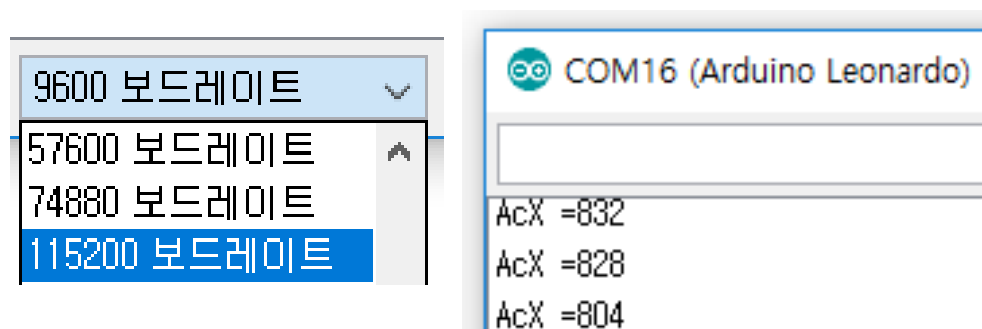 9600 보드레이트
57600 보드레이트
74880 보드레이트
115200 보드레이트
COM16 (Arduino Leonardo)
AcX =832
AcX =828
AcX =804